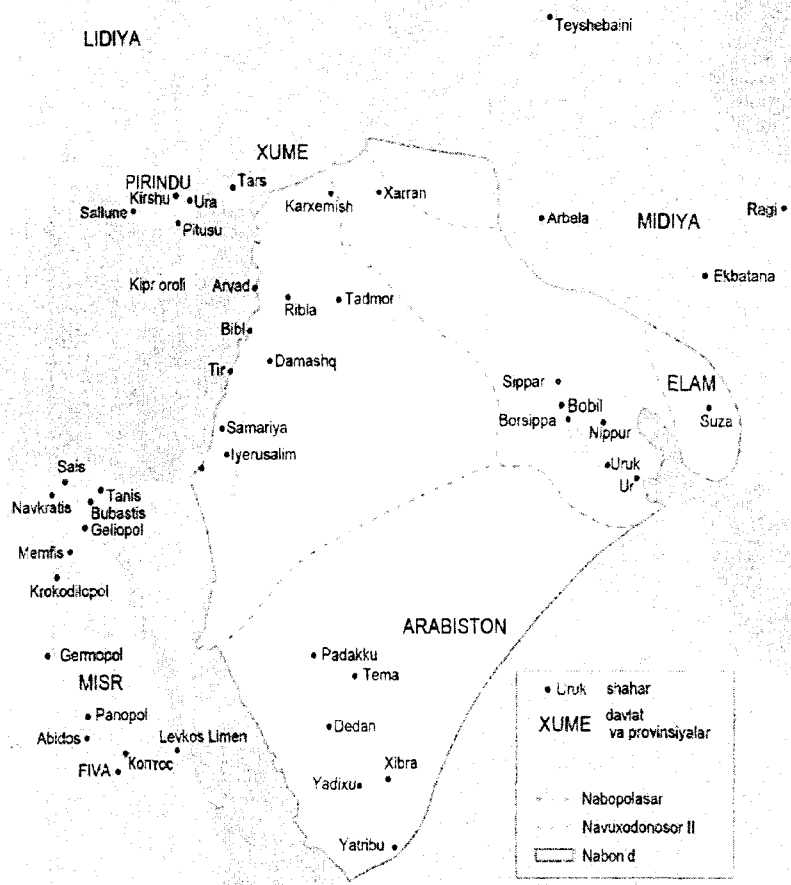 LIDIYA
Teyshebaini
XUME
Tars
PIRINDU
Kirshu
Ura
Sallune
Pitusu
Karxemish
Xarran
Arbela
MIDIYA
Ragi
Ekbatana
Kipr oroli
Arvad
Ribla
Tadmor
Bibl
Tir
Damashq
Sippar
Bobil
Borsippa
Nippur
ELAM
Suza
Samariya
Iyerusalim
Uruk
Ur
Sais
Navkratis
Tanis
Bubastis
Geliopol
Memfis
Krokodilopol
ARABISTON
Germopol
MISR
Padakku
Tema
Panopol
Abidos
Levkos Limen
Коптос
FIVA
Dedan
Xibra
Yadixu
Yatribu
Uruk shahar
XUME davlat
va provinsiyalar
Nabopolasar
Navuxodonosor II
Nabon d